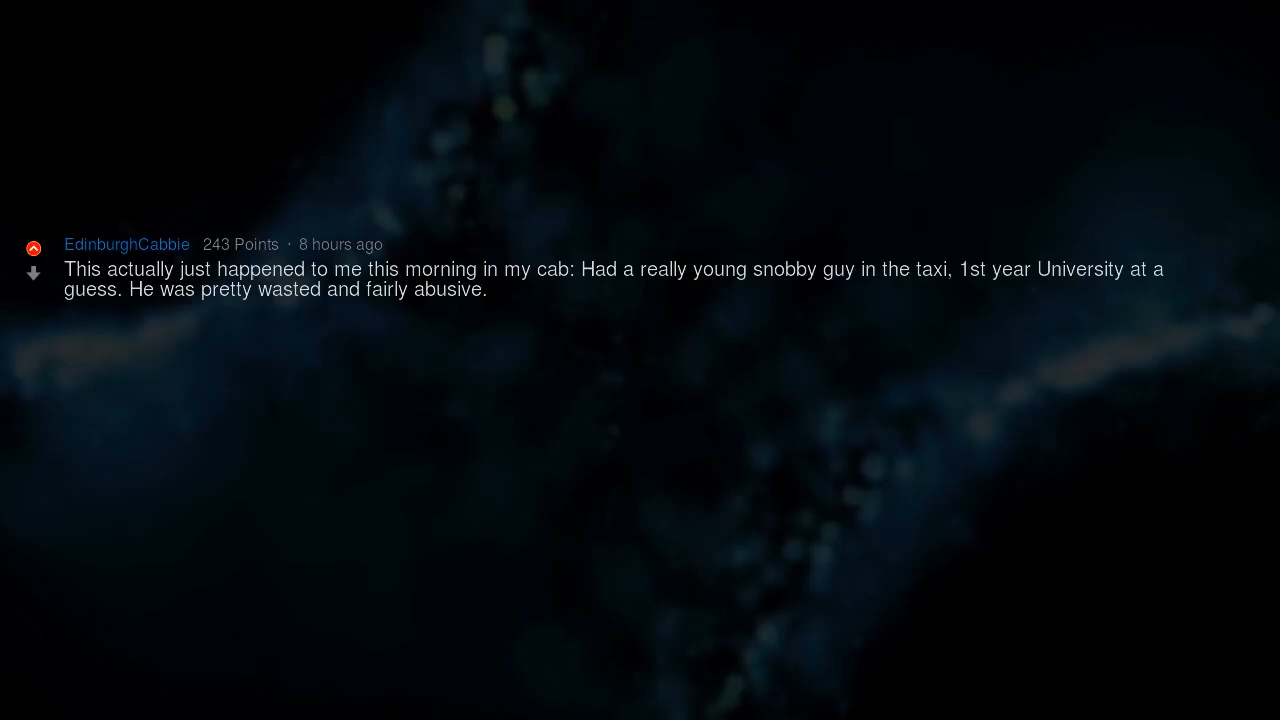 EdinburghCabbie 243 Points · 8 hours ago
This actually just happened to me this morning in my cab: Had a really young snobby guy in the taxi, 1st year University at a
guess. He was pretty wasted and fairly abusive.